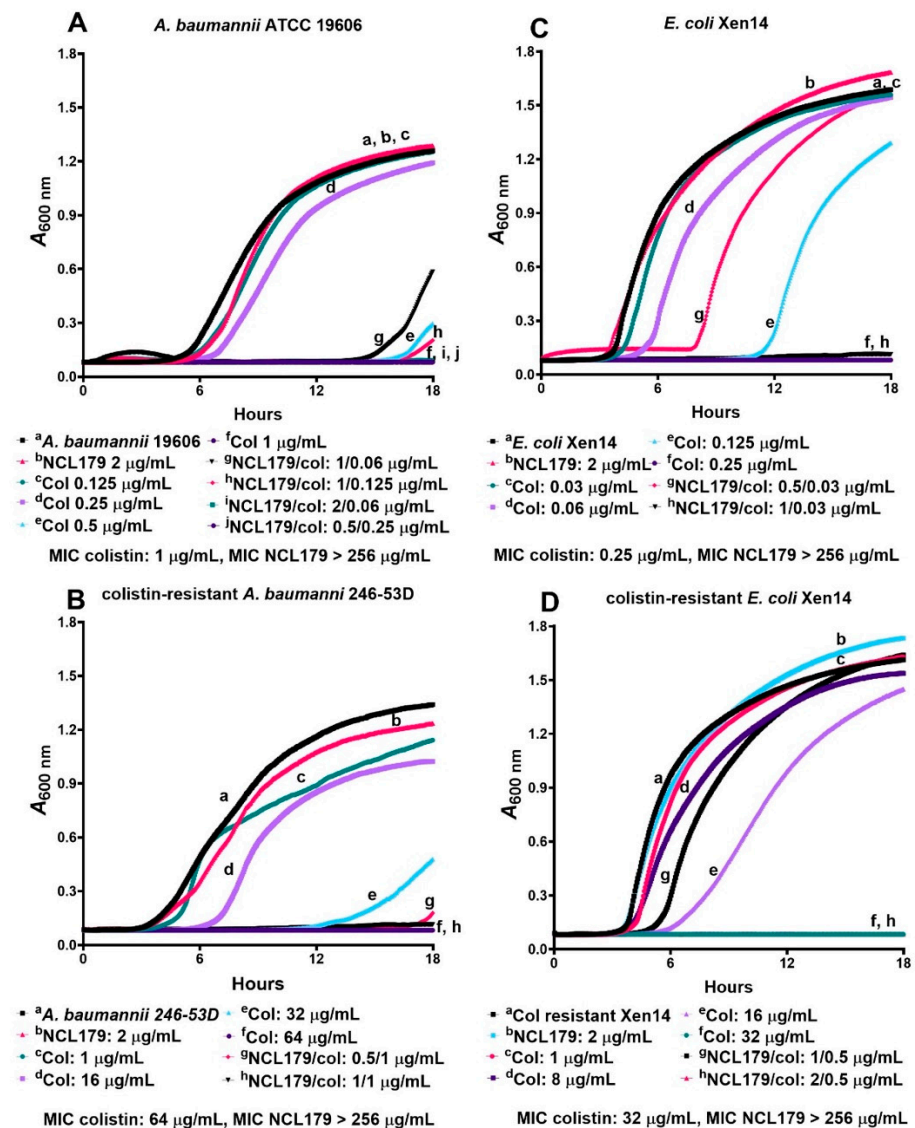 A
A. baumannii ATCC 19606
1.8
1.5
1.2
0.9
0.6
0.3
0.0
A600 nm
a, b, c
d
g
e
h
f, i, j
0
6
12
18
Hours
aA. baumannii 19606
bNCL179 2 µg/mL
cCol 0.125 µg/mL
dCol 0.25 µg/mL
eCol 0.5 µg/mL
fCol 1 µg/mL
gNCL179/col: 1/0.06 µg/mL
hNCL179/col: 1/0.125 µg/mL
iNCL179/col: 2/0.06 µg/mL
jNCL179/col: 0.5/0.25 µg/mL
MIC colistin: 1 µg/mL, MIC NCL179 > 256 µg/mL
C
E. coli Xen14
1.8
1.5
1.2
0.9
0.6
0.3
0.0
A600 nm
b
a, c
d
g
e
f, h
0
6
12
18
Hours
aE. coli Xen14
bNCL179: 2 µg/mL
cCol: 0.03 µg/mL
dCol: 0.06 µg/mL
eCol: 0.125 µg/mL
fCol: 0.25 µg/mL
gNCL179/col: 0.5/0.03 µg/mL
hNCL179/col: 1/0.03 µg/mL
MIC colistin: 0.25 µg/mL, MIC NCL179 > 256 µg/mL
B
colistin-resistant A. baumanni 246-53D
1.8
1.5
1.2
0.9
0.6
0.3
0.0
A600 nm
a
b
c
d
e
g
f, h
0
6
12
18
Hours
aA. baumannii 246-53D
bNCL179: 2 µg/mL
cCol: 1 µg/mL
dCol: 16 µg/mL
eCol: 32 µg/mL
fCol: 64 µg/mL
gNCL179/col: 0.5/1 µg/mL
hNCL179/col: 1/1 µg/mL
MIC colistin: 64 µg/mL, MIC NCL179 > 256 µg/mL
D
colistin-resistant E. coli Xen14
1.8
1.5
1.2
0.9
0.6
0.3
0.0
A600 nm
b
c
a
d
g
e
f, h
0
6
12
18
Hours
aCol resistant Xen14
bNCL179: 2 µg/mL
cCol: 1 µg/mL
dCol: 8 µg/mL
eCol: 16 µg/mL
fCol: 32 µg/mL
gNCL179/col: 1/0.5 µg/mL
hNCL179/col: 2/0.5 µg/mL
MIC colistin: 32 µg/mL, MIC NCL179 > 256 µg/mL